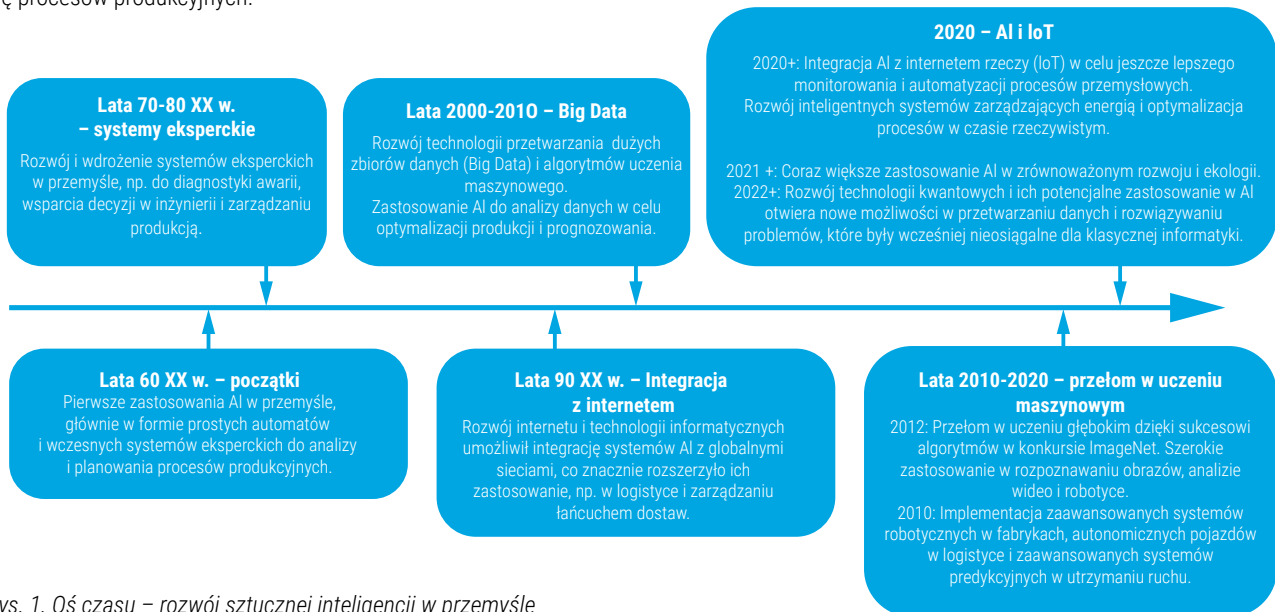 procesów produkcyjnych.
Lata 70-80 XX w.
– systemy eksperckie
Rozwój i wdrożenie systemów eksperckich
w przemyśle, np. do diagnostyki awarii,
wsparcia decyzji w inżynierii i zarządzaniu
produkcją.
Lata 2000-201O – Big Data
Rozwój technologii przetwarzania dużych
zbiorów danych (Big Data) i algorytmów uczenia
maszynowego.
Zastosowanie AI do analizy danych w celu
optymalizacji produkcji i prognozowania.
2020 – AI i IoT
2020+: Integracja AI z internetem rzeczy (IoT) w celu jeszcze lepszego
monitorowania i automatyzacji procesów przemysłowych.
Rozwój inteligentnych systemów zarządzających energią i optymalizacja
procesów w czasie rzeczywistym.
2021 +: Coraz większe zastosowanie AI w zrównoważonym rozwoju i ekologii.
2022+: Rozwój technologii kwantowych i ich potencjalne zastosowanie w AI
otwiera nowe możliwości w przetwarzaniu danych i rozwiązywaniu
problemów, które były wcześniej nieosiągalne dla klasycznej informatyki.
Lata 60 XX w. – początki
Pierwsze zastosowania AI w przemyśle,
głównie w formie prostych automatów
i wczesnych systemów eksperckich do analizy
i planowania procesów produkcyjnych.
Lata 90 XX w. – Integracja
z internetem
Rozwój internetu i technologii informatycznych
umożliwił integrację systemów AI z globalnymi
sieciami, co znacznie rozszerzyło ich
zastosowanie, np. w logistyce i zarządzaniu
łańcuchem dostaw.
Lata 2010-2020 – przełom w uczeniu
maszynowym
2012: Przełom w uczeniu głębokim dzięki sukcesowi
algorytmów w konkursie ImageNet. Szerokie
zastosowanie w rozpoznawaniu obrazów, analizie
wideo i robotyce.
2010: Implementacja zaawansowanych systemów
robotycznych w fabrykach, autonomicznych pojazdów
w logistyce i zaawansowanych systemów
predykcyjnych w utrzymaniu ruchu.
ys. 1. Oś czasu – rozwój sztucznej inteligencji w przemyśle